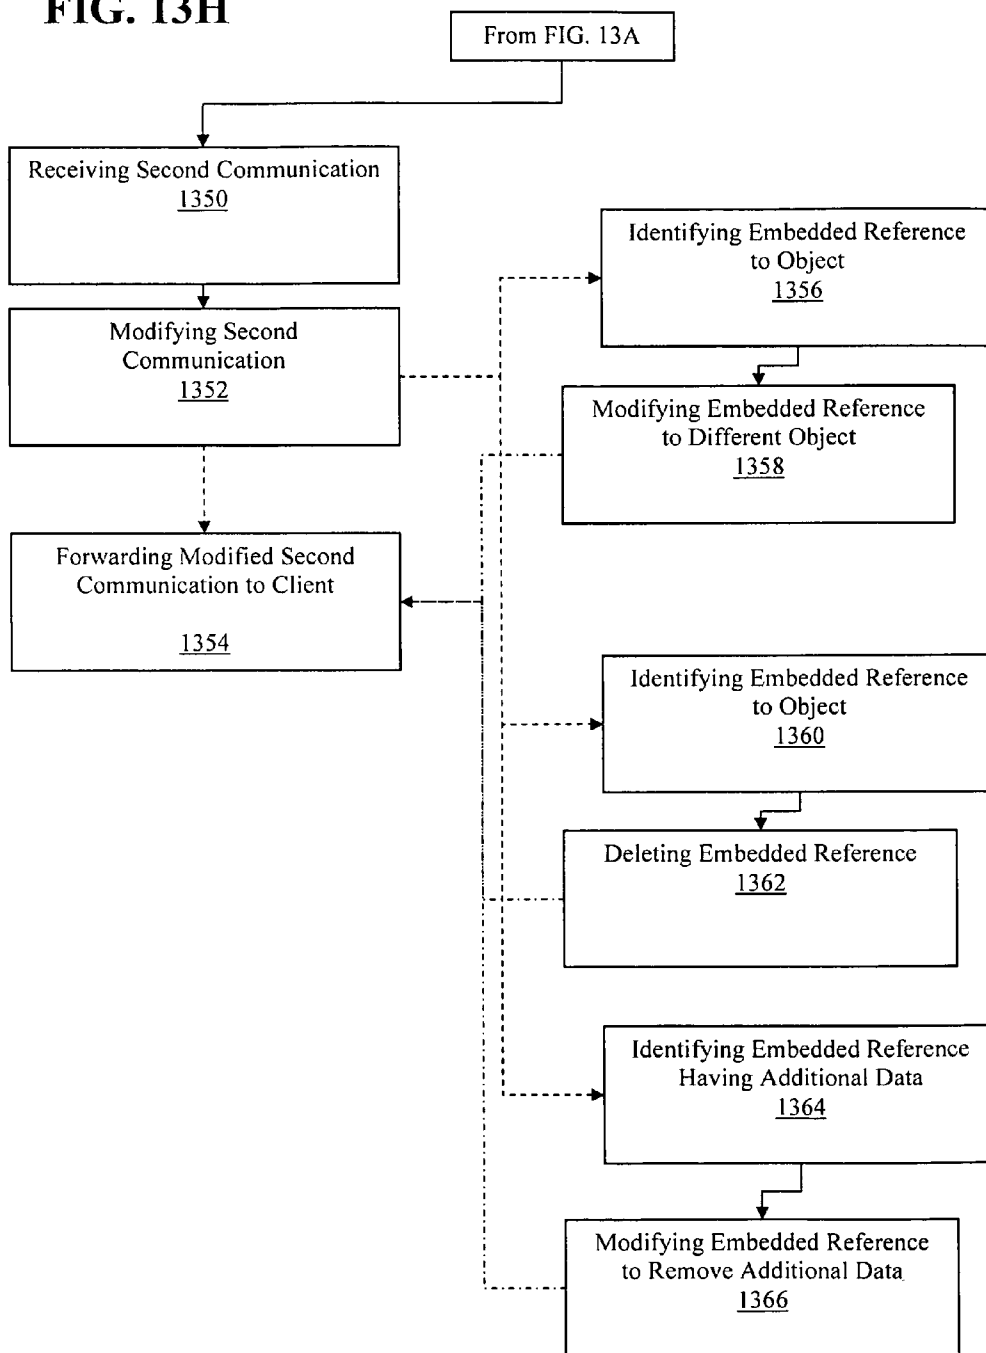 FIG. 13H
From FIG. 13A
Receiving Second Communication
1350
Modifying Second
Communication
1352
Forwarding Modified Second
Communication to Client
1354
Identifying Embedded Reference
to Object
1356
Modifying Embedded Reference
to Different Object
1358
Identifying Embedded Reference
to Object
1360
Deleting Embedded Reference
1362
Identifying Embedded Reference
Having Additional Data
1364
Modifying Embedded Reference
to Remove Additional Data
1366